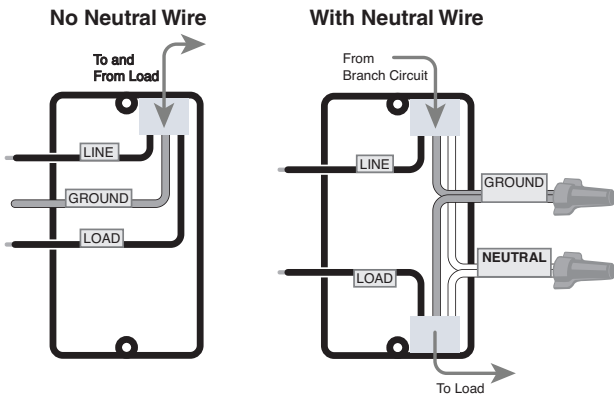 No Neutral Wire
To and
From Load
LINE
GROUND
LOAD
With Neutral Wire
From
Branch Circuit
LINE
GROUND
NEUTRAL
LOAD
To Load